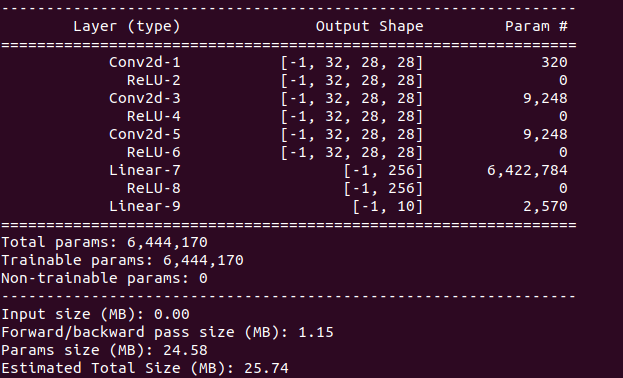 ----------------------------------------------------------------
        Layer (type)               Output Shape         Param #
================================================================
            Conv2d-1           [-1, 32, 28, 28]             320
              ReLU-2           [-1, 32, 28, 28]               0
            Conv2d-3           [-1, 32, 28, 28]           9,248
              ReLU-4           [-1, 32, 28, 28]               0
            Conv2d-5           [-1, 32, 28, 28]           9,248
              ReLU-6           [-1, 32, 28, 28]               0
            Linear-7                  [-1, 256]       6,422,784
              ReLU-8                  [-1, 256]               0
            Linear-9                   [-1, 10]           2,570
================================================================
Total params: 6,444,170
Trainable params: 6,444,170
Non-trainable params: 0
----------------------------------------------------------------
Input size (MB): 0.00
Forward/backward pass size (MB): 1.15
Params size (MB): 24.58
Estimated Total Size (MB): 25.74